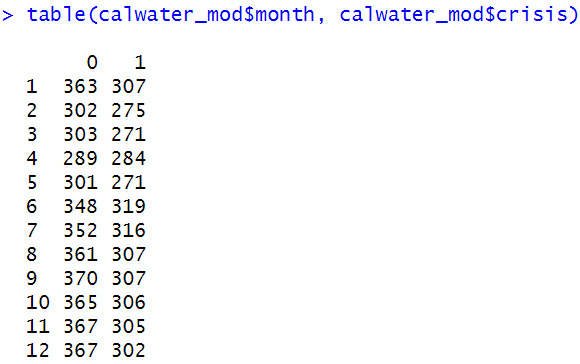 > table(calwater_mod$month, calwater_mod$crisis)
0 1
1 363 307
2 302 275
3 303 271
4 289 284
5 301 271
6 348 319
7 352 316
8 361 307
9 370 307
10 365 306
11 367 305
12 367 302